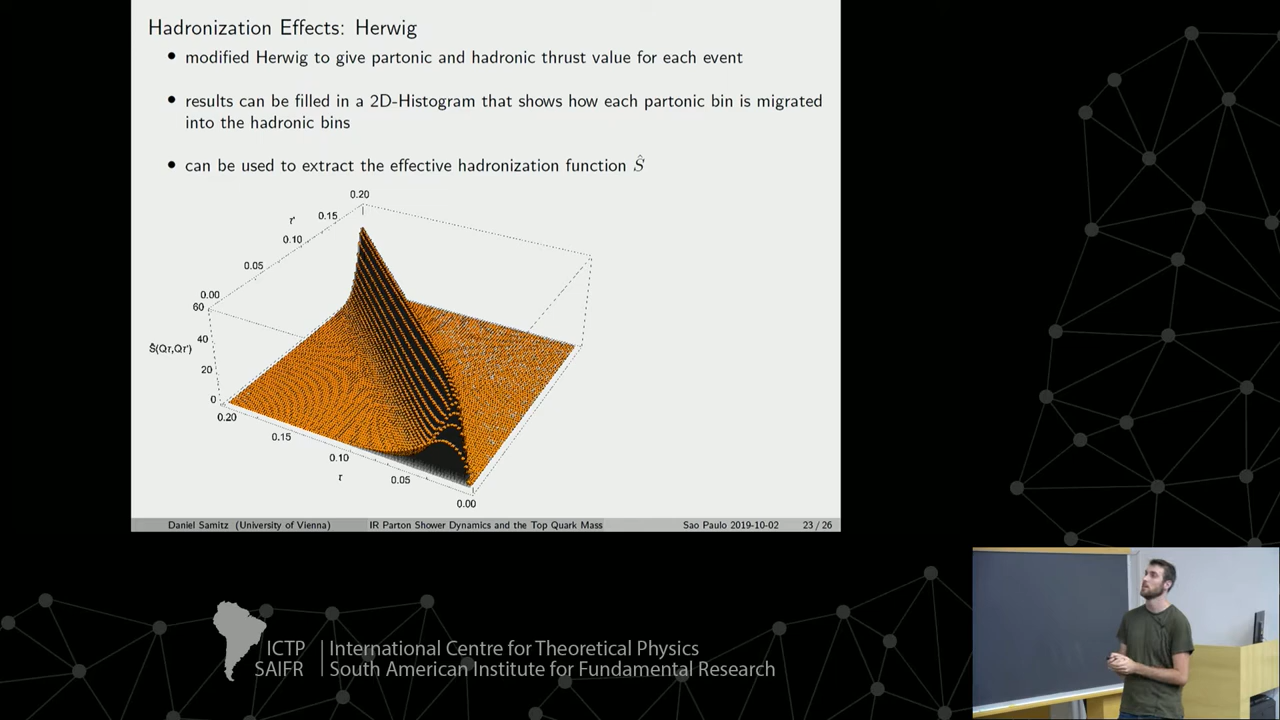 Hadronization Effects: Herwig
• modified Herwig to give partonic and hadronic thrust value for each event
• results can be filled in a 2D-Histogram that shows how each partonic bin is migrated
into the hadronic bins
• can be used to extract the effective hadronization function Ŝ
0.20
0.15
τ'
0.10
0.05
0.00
60
40
Ŝ(Qτ,Qτ')
20
0
0.20
0.15
0.10
τ
0.05
0.00
Daniel Samitz (University of Vienna) IR Parton Shower Dynamics and the Top Quark Mass Sao Paulo 2019-10-02 23 / 26
ICTP International Centre for Theoretical Physics
SAIFR South American Institute for Fundamental Research